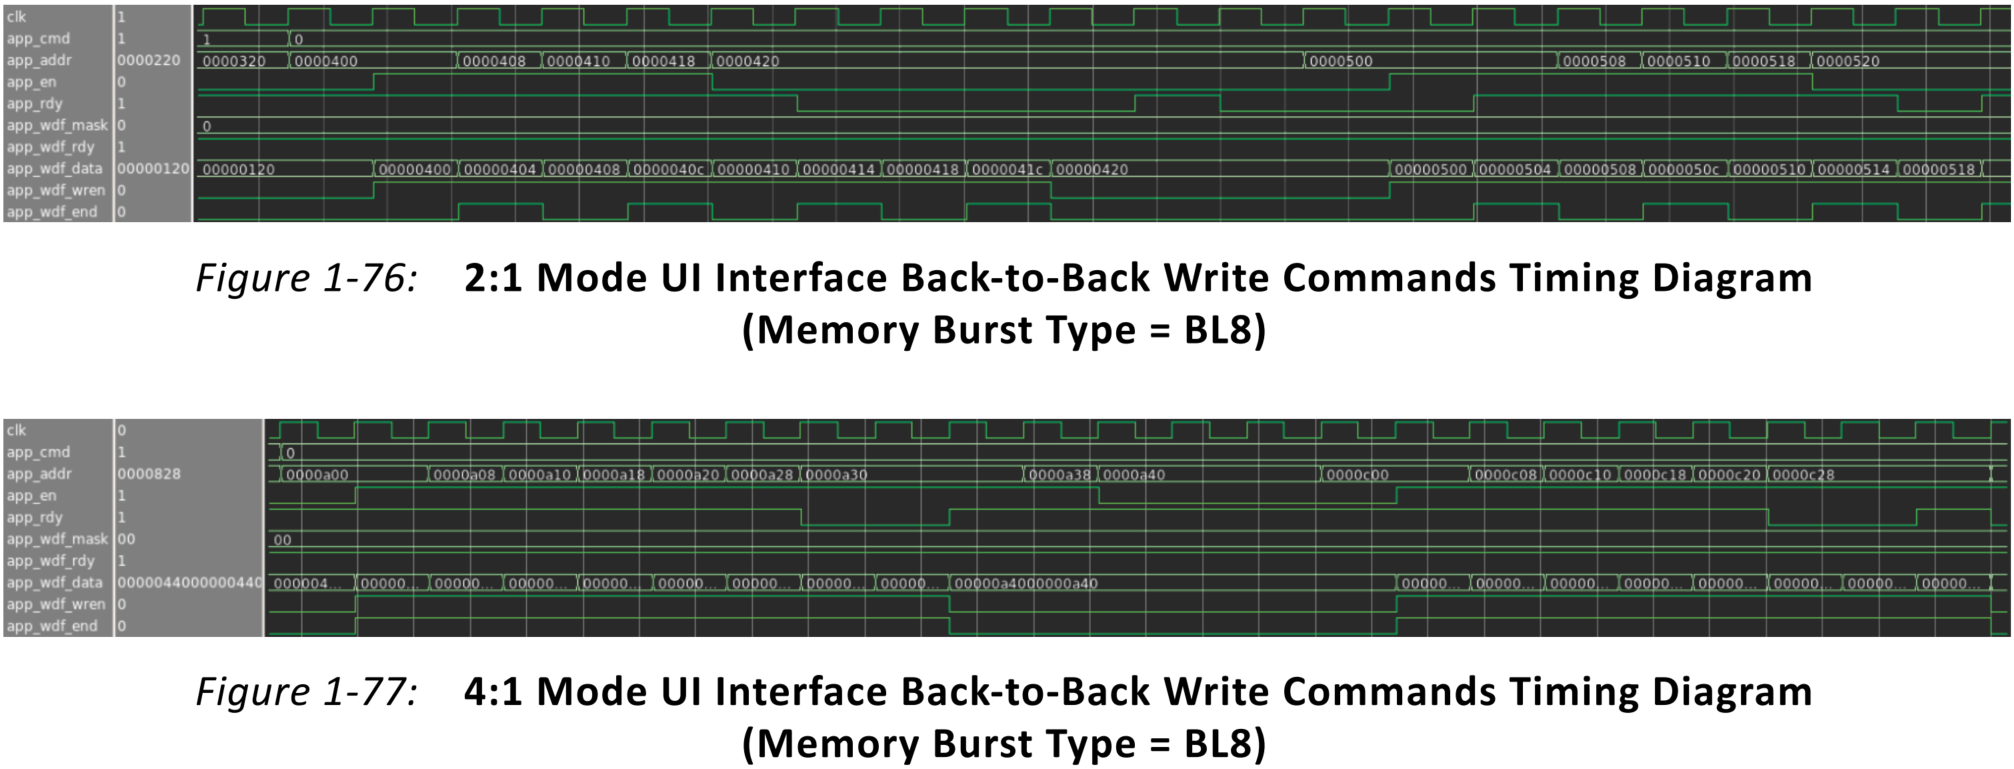 clk 1
app_cmd 1 1 0
app_addr 0000220 0000320 0000400 0000408 0000410 0000418 0000420 0000500 0000508 0000510 0000518 0000520
app_en 0
app_rdy 1
app_wdf_mask 0 0
app_wdf_rdy 1
app_wdf_data 00000120 00000120 00000400 00000404 00000408 0000040c 00000410 00000414 00000418 0000041c 00000420 00000500 00000504 00000508 0000050c 00000510 00000514 00000518
app_wdf_wren 0
app_wdf_end 0
Figure 1-76: 2:1 Mode UI Interface Back-to-Back Write Commands Timing Diagram
(Memory Burst Type = BL8)
clk 0
app_cmd 1 0
app_addr 0000828 0000a00 0000a08 0000a10 0000a18 0000a20 0000a28 0000a30 0000a38 0000a40 0000c00 0000c08 0000c10 0000c18 0000c20 0000c28
app_en 1
app_rdy 1
app_wdf_mask 00 00
app_wdf_rdy 1
app_wdf_data 0000044000000440 000004... 00000... 00000... 00000... 00000... 00000... 00000... 00000... 00000... 00000a4000000a40 00000... 00000... 00000... 00000... 00000... 00000... 00000... 00000...
app_wdf_wren 0
app_wdf_end 0
Figure 1-77: 4:1 Mode UI Interface Back-to-Back Write Commands Timing Diagram
(Memory Burst Type = BL8)